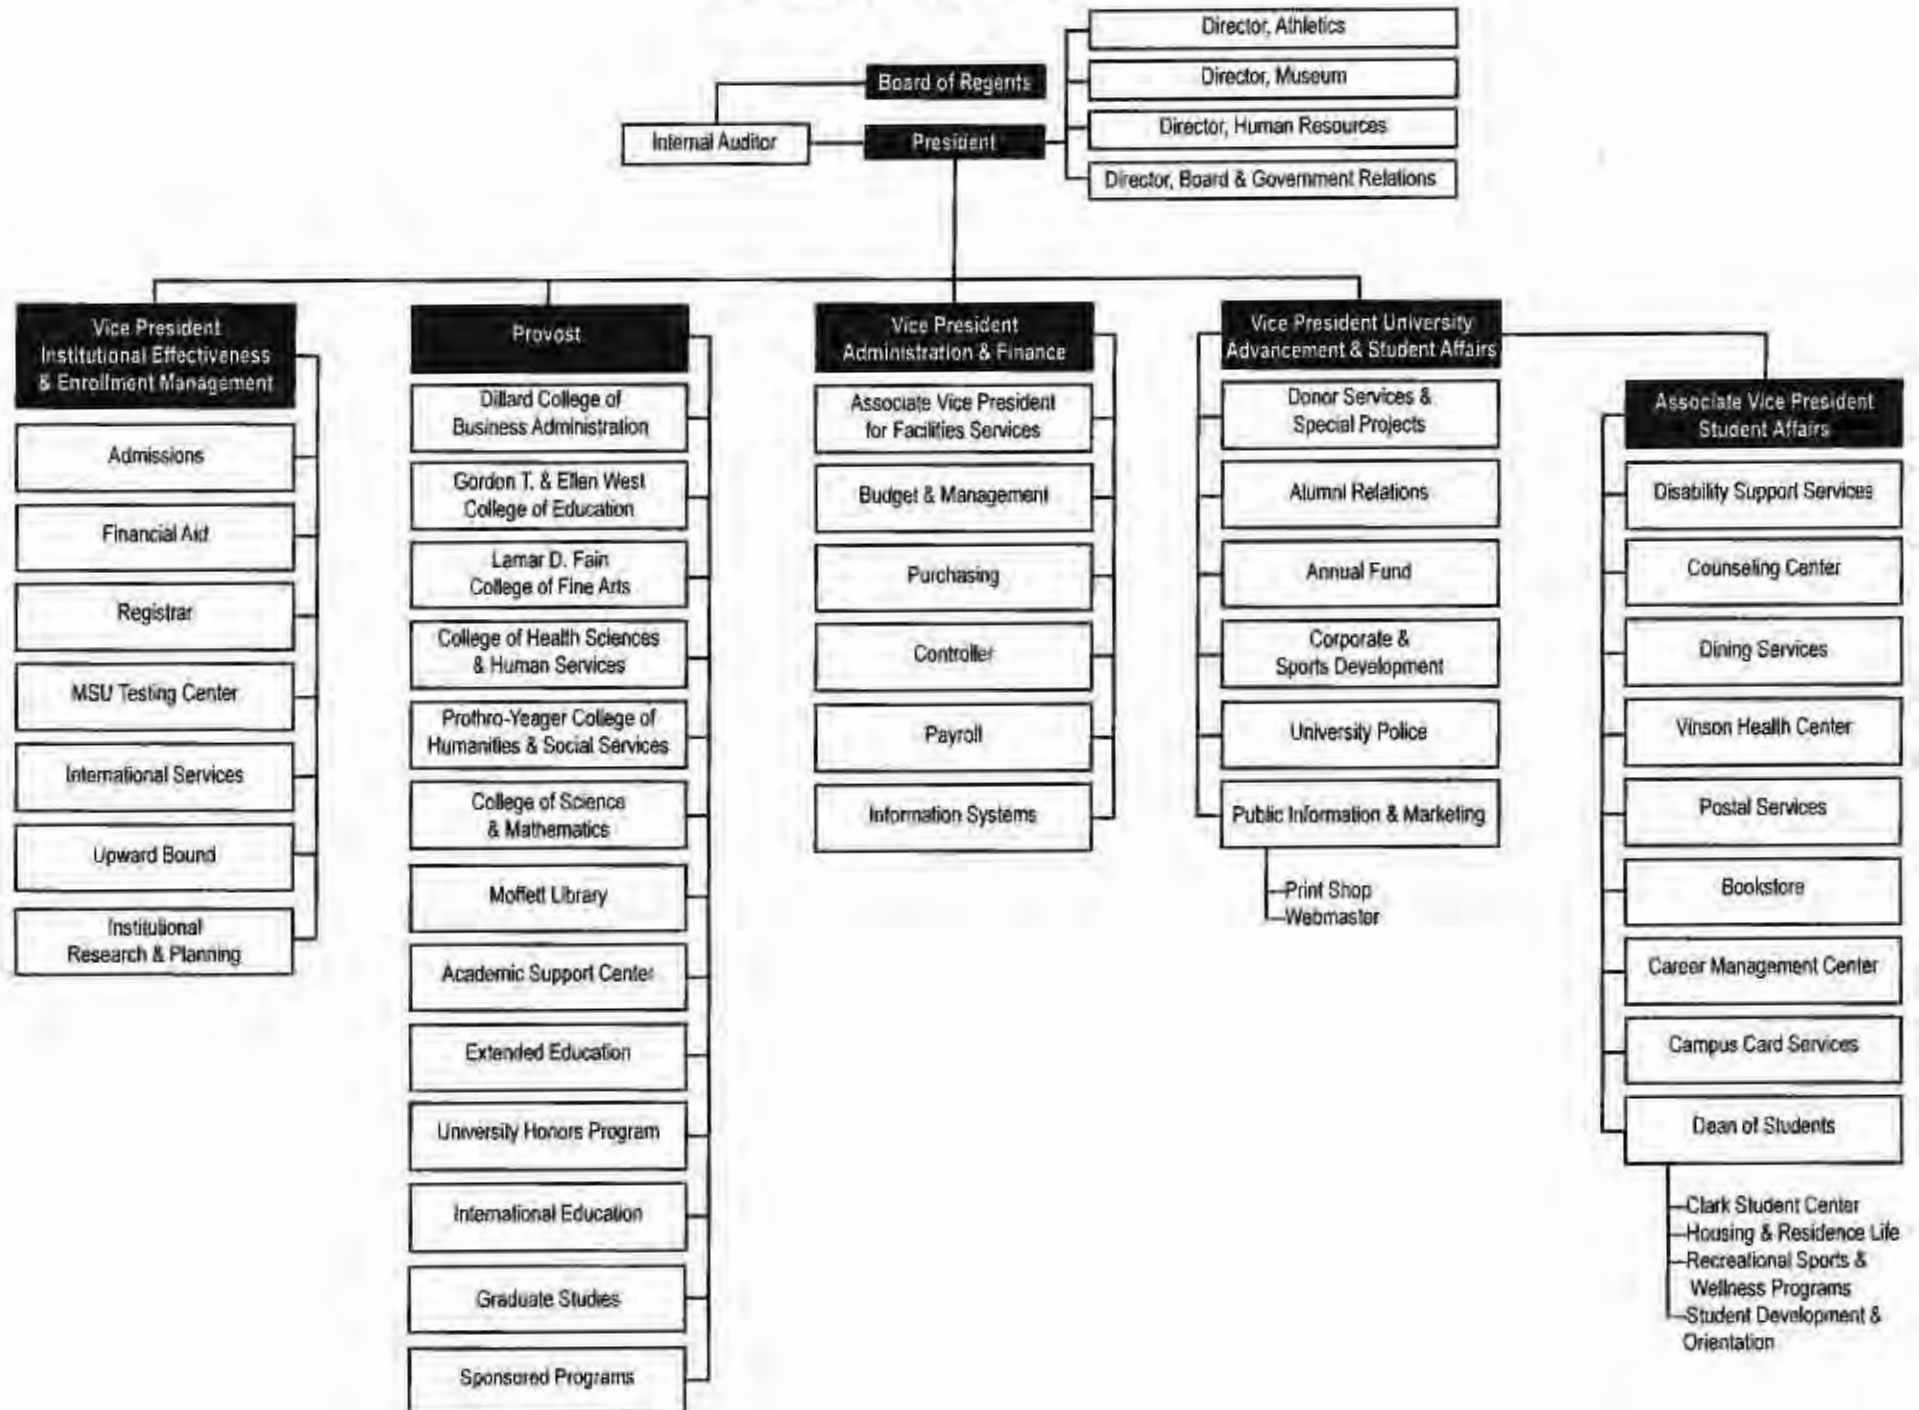 Director, Athletics
Board of Regents
Director, Museum
Internal Auditor
President
Director, Human Resources
Director, Board & Government Relations
Vice President
Institutional Effectiveness
& Enrollment Management
Admissions
Financial Aid
Registrar
MSU Testing Center
International Services
Upward Bound
Institutional
Research & Planning
Provost
Dillard College of
Business Administration
Gordon T. & Ellen West
College of Education
Lamar D. Fain
College of Fine Arts
College of Health Sciences
& Human Services
Prothro-Yeager College of
Humanities & Social Services
College of Science
& Mathematics
Moffett Library
Academic Support Center
Extended Education
University Honors Program
International Education
Graduate Studies
Sponsored Programs
Vice President
Administration & Finance
Associate Vice President
for Facilities Services
Budget & Management
Purchasing
Controller
Payroll
Information Systems
Vice President University
Advancement & Student Affairs
Donor Services &
Special Projects
Alumni Relations
Annual Fund
Corporate &
Sports Development
University Police
Public Information & Marketing
Print Shop
Webmaster
Associate Vice President
Student Affairs
Disability Support Services
Counseling Center
Dining Services
Vinson Health Center
Postal Services
Bookstore
Career Management Center
Campus Card Services
Dean of Students
Clark Student Center
Housing & Residence Life
Recreational Sports &
Wellness Programs
Student Development &
Orientation